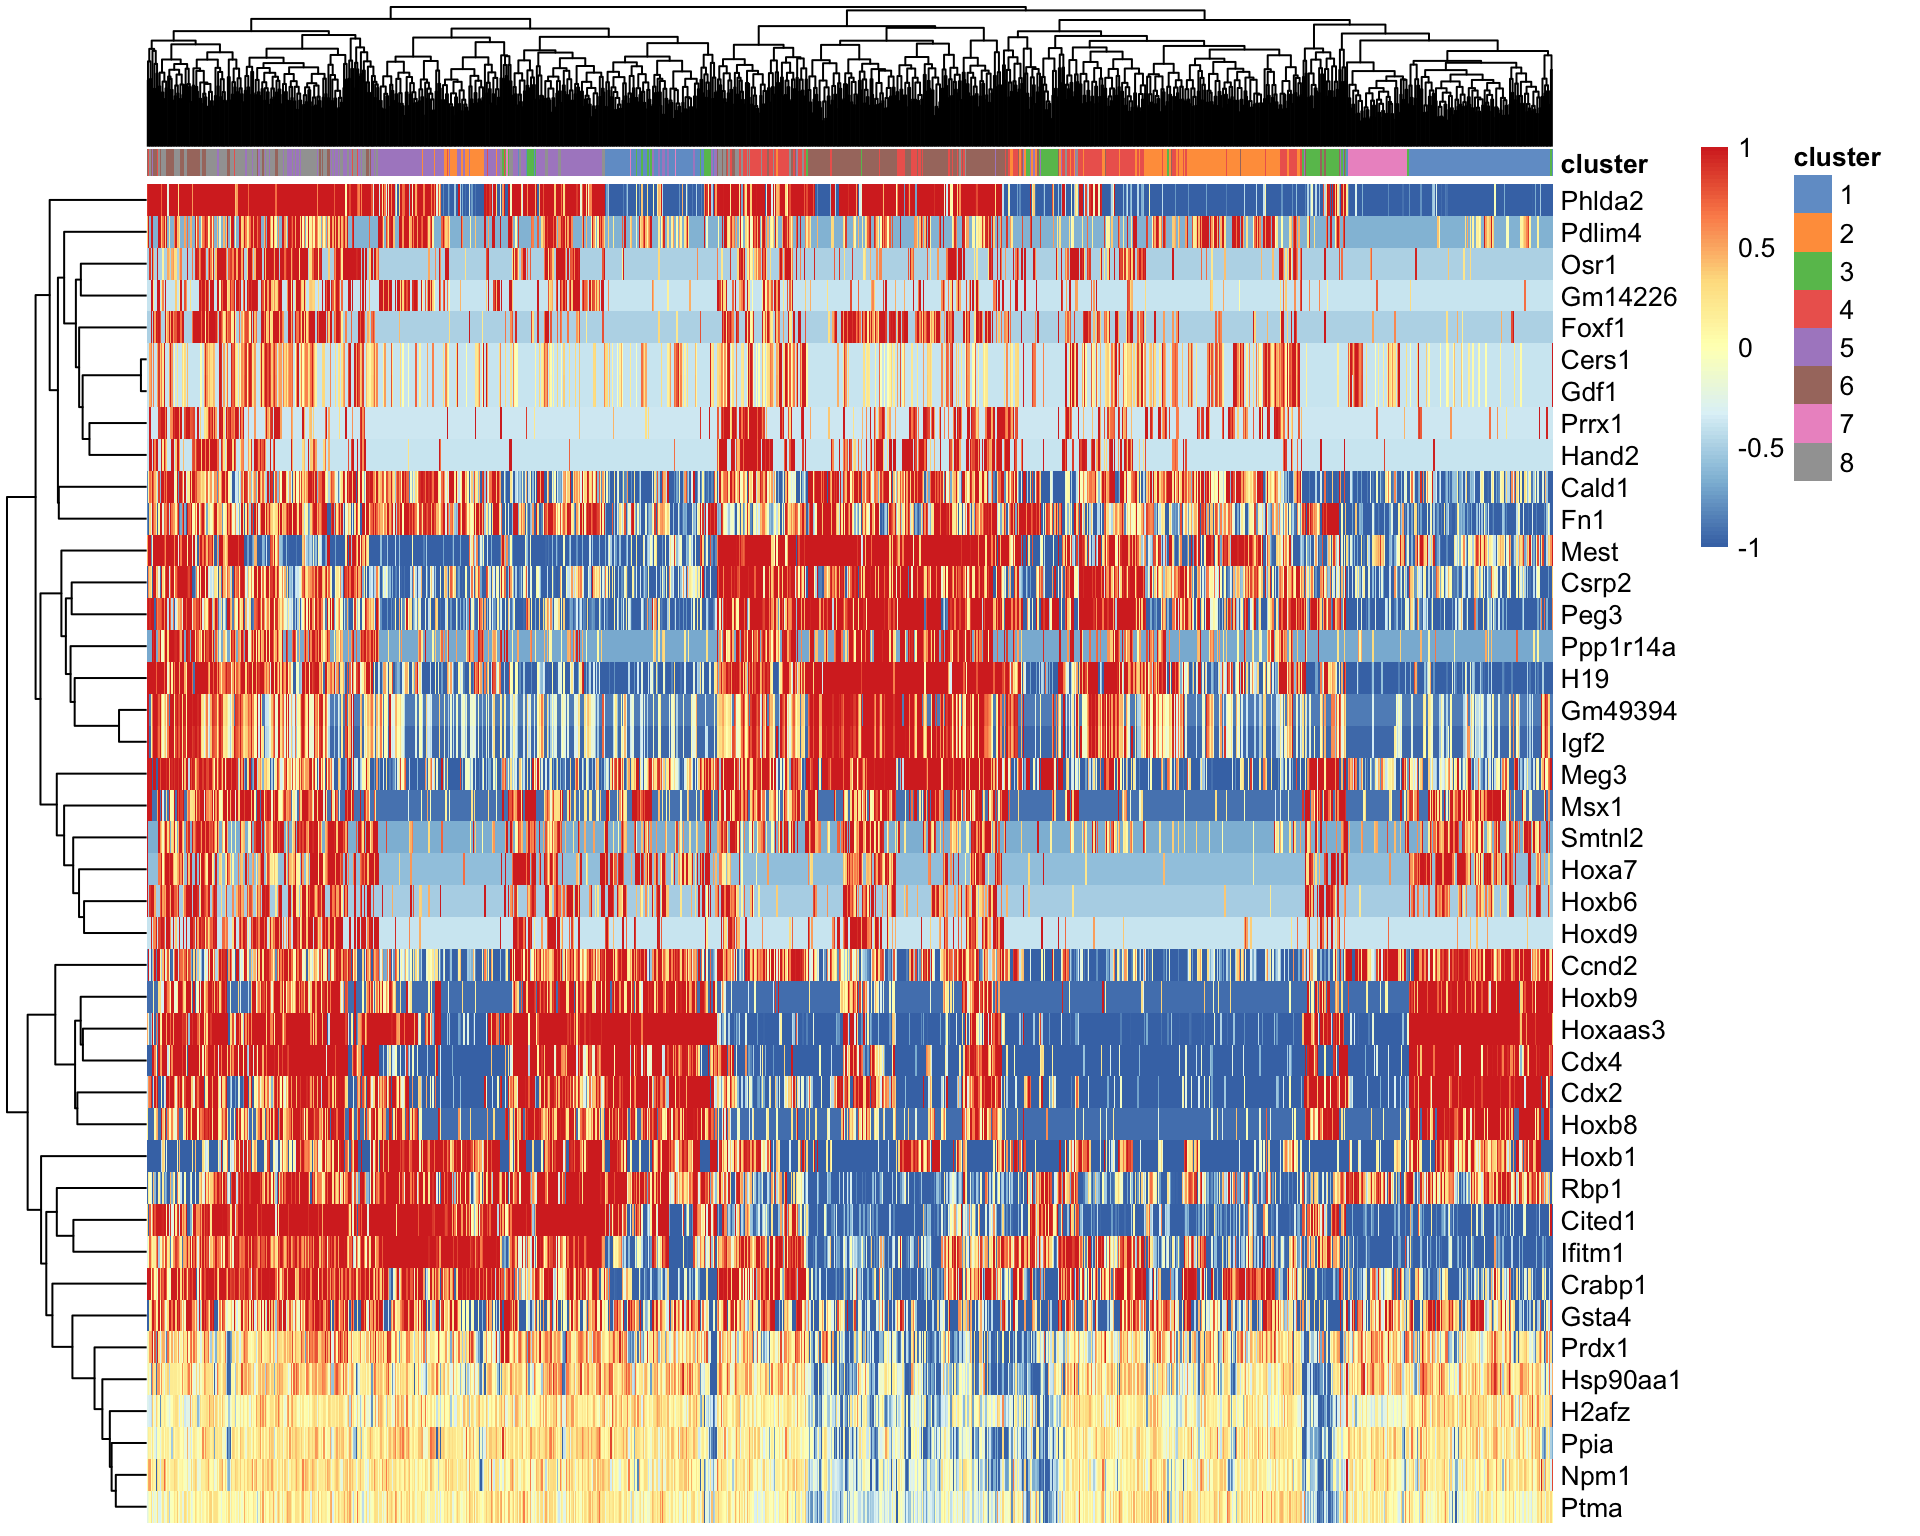 cluster
Phlda2
Pdlim4
Osr1
Gm14226
Foxf1
Cers1
Gdf1
Prrx1
Hand2
Cald1
Fn1
Mest
Csrp2
Peg3
Ppp1r14a
H19
Gm49394
Igf2
Meg3
Msx1
Smtnl2
Hoxa7
Hoxb6
Hoxd9
Ccnd2
Hoxb9
Hoxaas3
Cdx4
Cdx2
Hoxb8
Hoxb1
Rbp1
Cited1
Ifitm1
Crabp1
Gsta4
Prdx1
Hsp90aa1
H2afz
Ppia
Npm1
Ptma
1
0.5
0
-0.5
-1
cluster
1
2
3
4
5
6
7
8